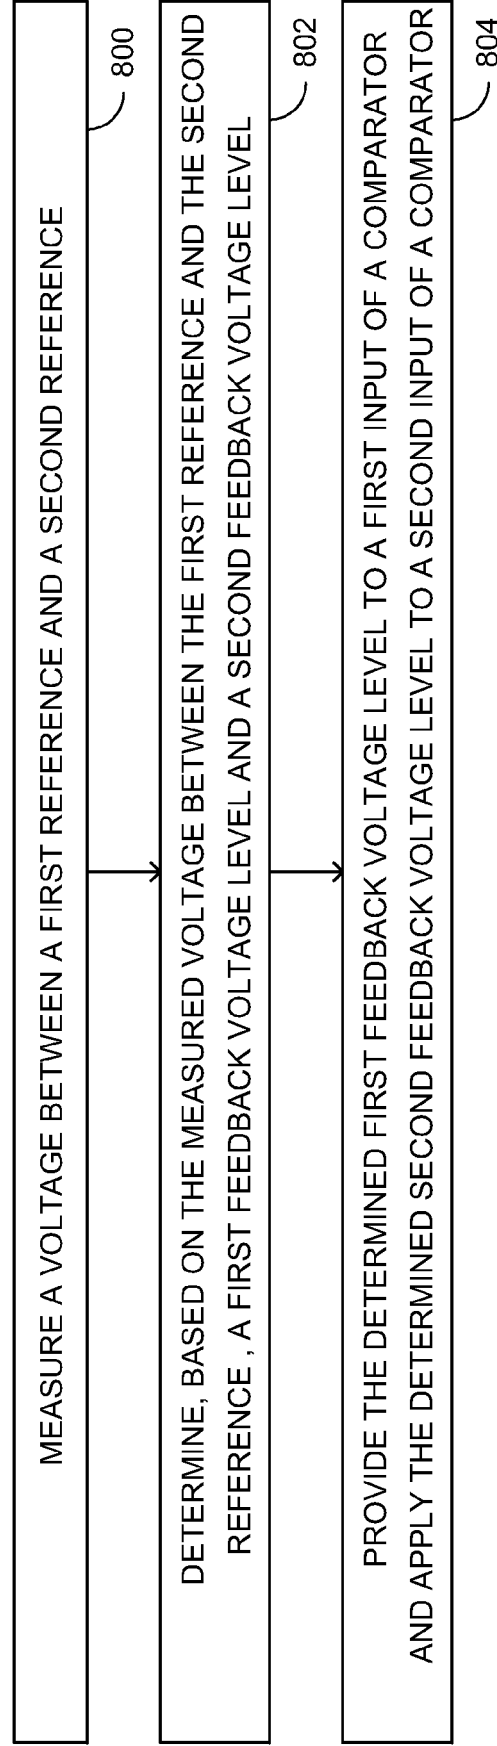 MEASURE A VOLTAGE BETWEEN A FIRST REFERENCE AND A SECOND REFERENCE
800
DETERMINE, BASED ON THE MEASURED VOLTAGE BETWEEN THE FIRST REFERENCE AND THE SECOND
REFERENCE , A FIRST FEEDBACK VOLTAGE LEVEL AND A SECOND FEEDBACK VOLTAGE LEVEL
802
PROVIDE THE DETERMINED FIRST FEEDBACK VOLTAGE LEVEL TO A FIRST INPUT OF A COMPARATOR
AND APPLY THE DETERMINED SECOND FEEDBACK VOLTAGE LEVEL TO A SECOND INPUT OF A COMPARATOR
804